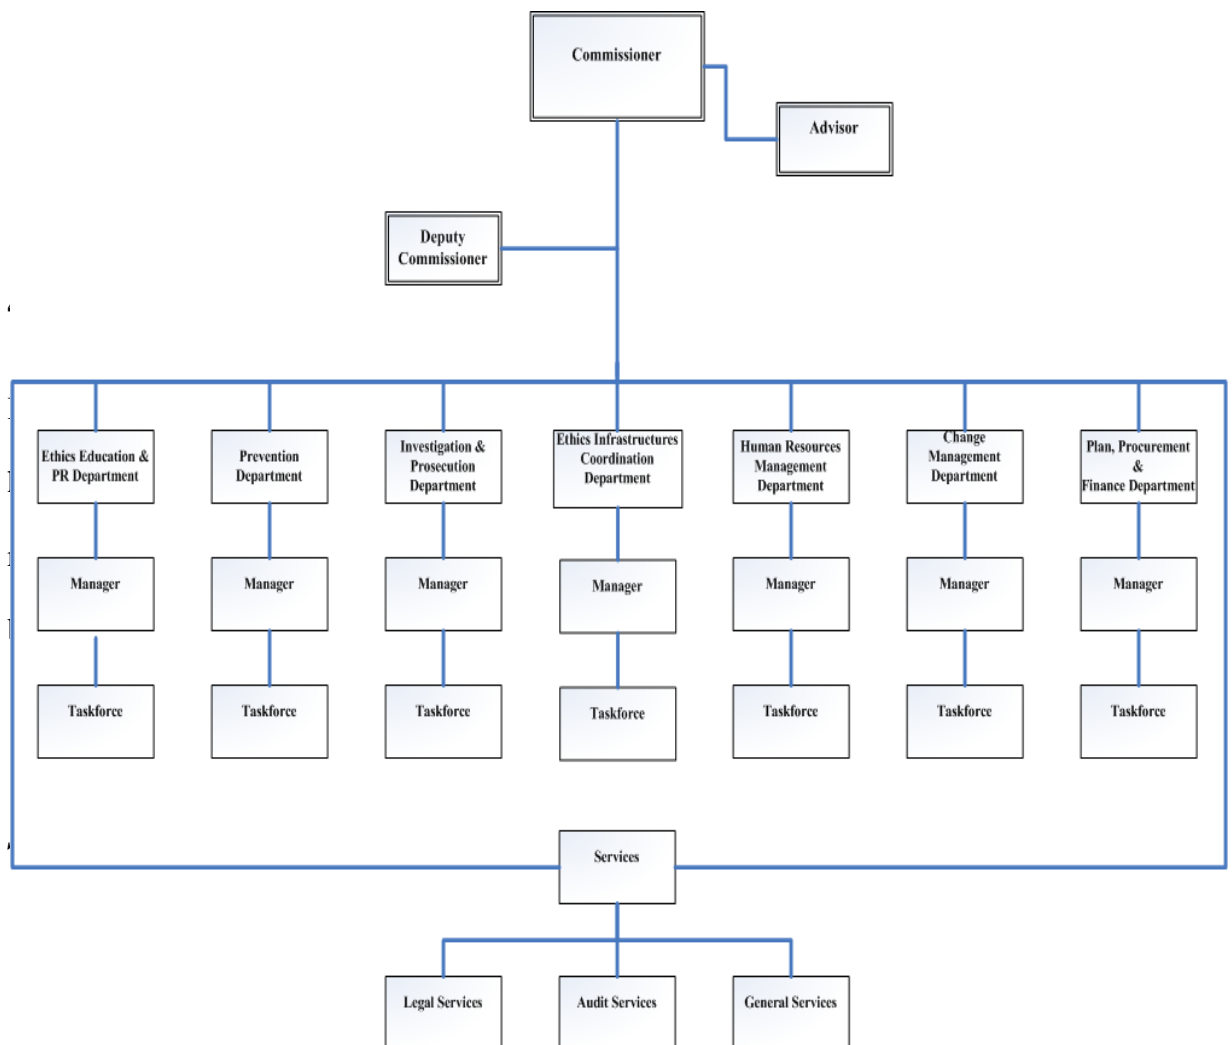 Commissioner
Advisor
Deputy
Commissioner
Ethics Education &
PR Department
Prevention
Department
Investigation &
Prosecution
Department
Ethics Infrastructures
Coordination
Department
Human Resources
Management
Department
Change
Management
Department
Plan, Procurement
&
Finance Department
Manager
Manager
Manager
Manager
Manager
Manager
Manager
Taskforce
Taskforce
Taskforce
Taskforce
Taskforce
Taskforce
Taskforce
Services
Legal Services
Audit Services
General Services